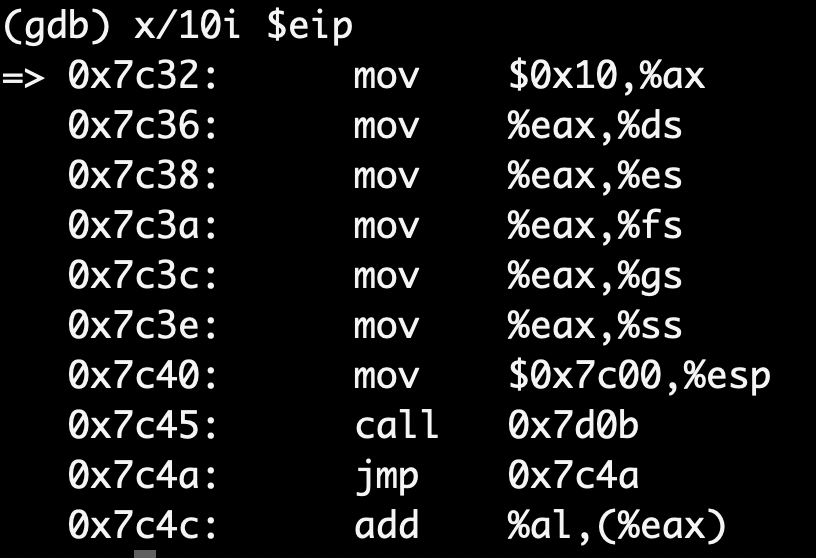 (gdb) x/10i $eip
=> 0x7c32: mov $0x10,%ax
0x7c36: mov %eax,%ds
0x7c38: mov %eax,%es
0x7c3a: mov %eax,%fs
0x7c3c: mov %eax,%gs
0x7c3e: mov %eax,%ss
0x7c40: mov $0x7c00,%esp
0x7c45: call 0x7d0b
0x7c4a: jmp 0x7c4a
0x7c4c: add %al,(%eax)